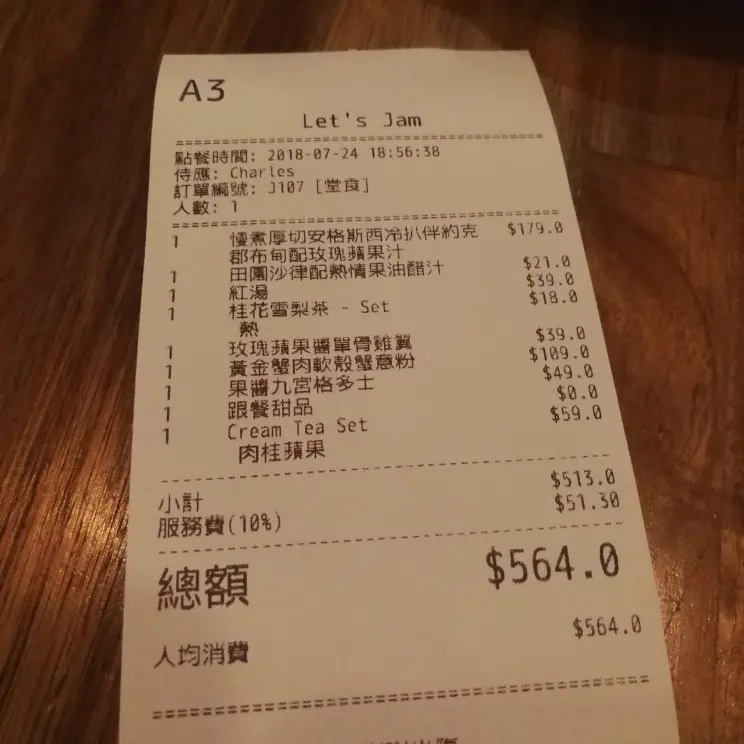 A3
Let's Jam
點餐時間: 2018-07-24 18:56:38
侍應: Charles
訂單編號: J107 [堂食]
人數: 1
1 慢煮厚切安格斯西冷扒伴約克 $179.0
郡布甸配玫瑰蘋果汁
1 田園沙律配熱情果油醋汁 $21.0
1 紅湯 $39.0
1 桂花雪梨茶 - Set $18.0
熱
1 玫瑰蘋果醬單骨雞翼 $39.0
1 黃金蟹肉軟殼蟹意粉 $109.0
1 果醬九宮格多士 $49.0
1 跟餐甜品 $0.0
1 Cream Tea Set $59.0
肉桂蘋果
小計 $513.0
服務費(10%) $51.30
總額 $564.0
人均消費 $564.0